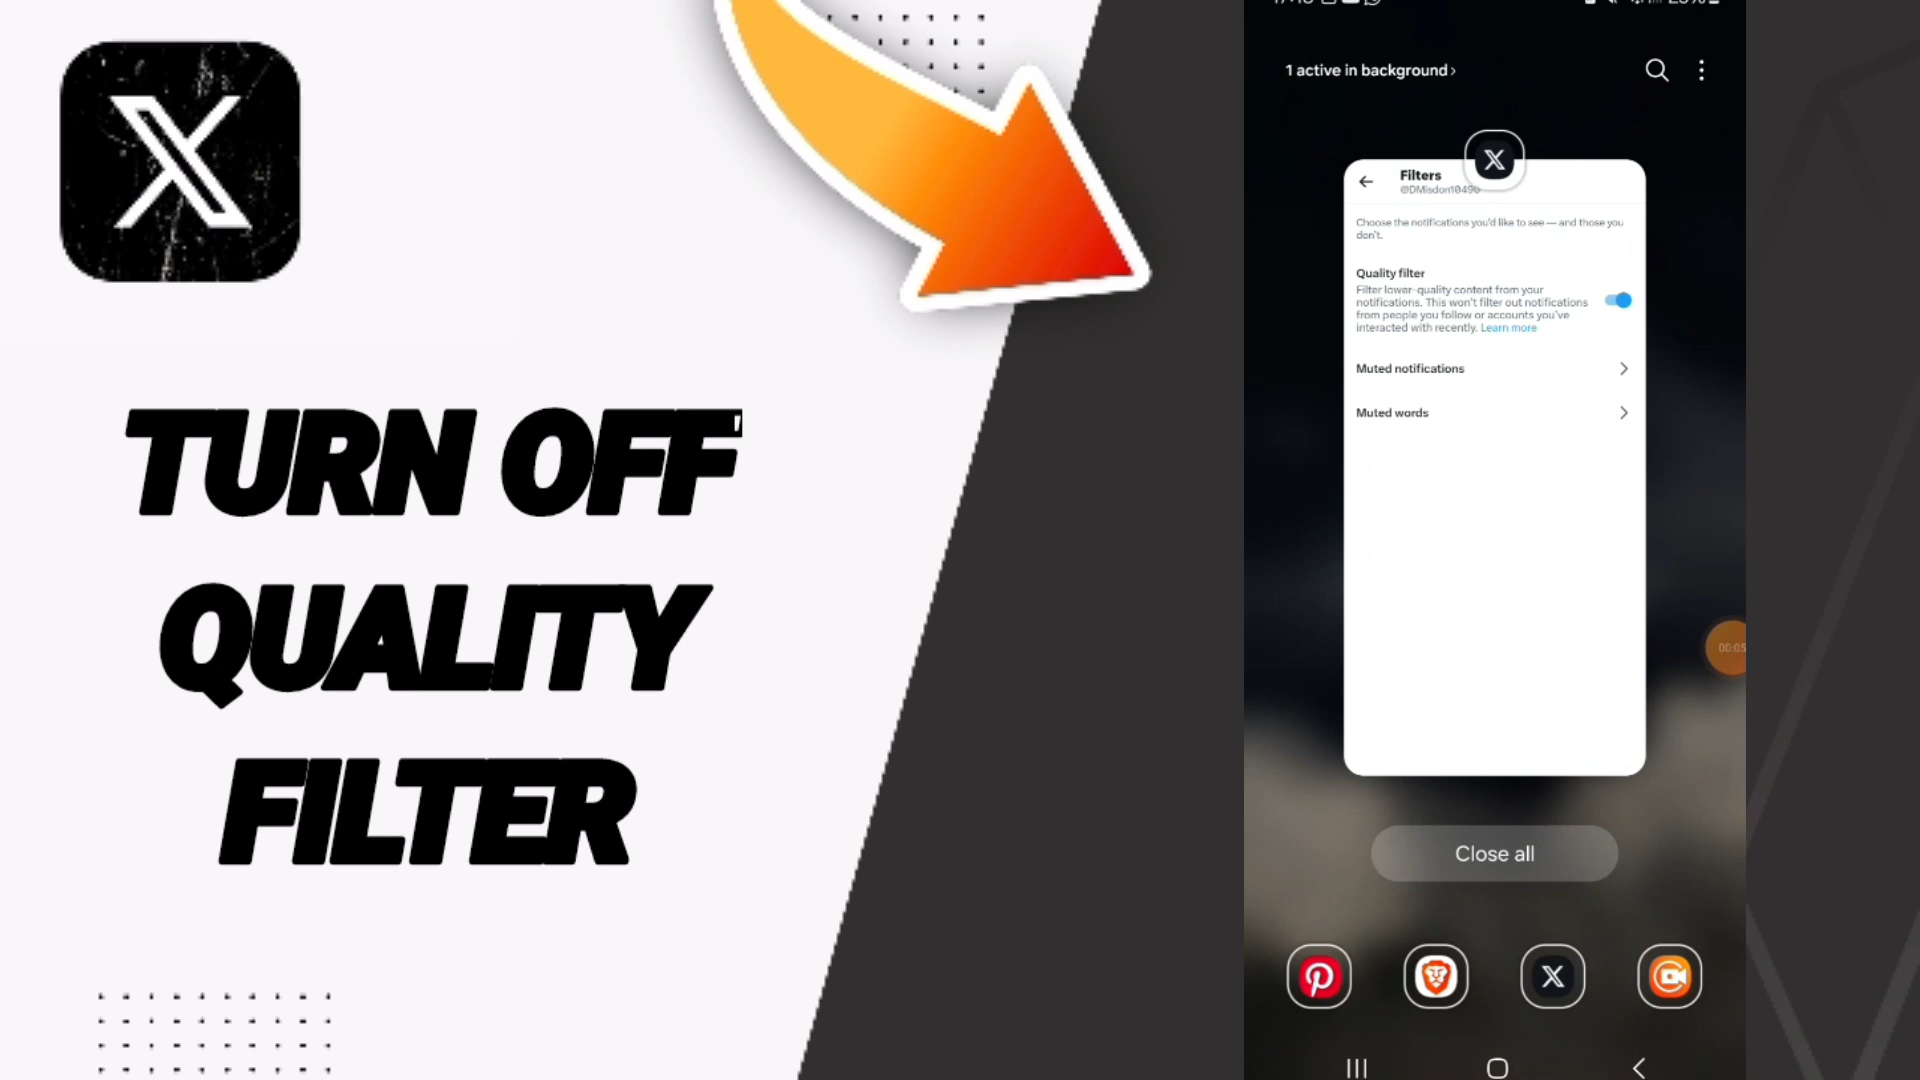 TURN OFF
QUALITY
FILTER
1 active in background
Filters
Choose the notifications you'd like to see — and those you
don't.
Quality filter
Filter lower-quality content from your
notifications. This won't filter out notifications
from people you follow or accounts you've
interacted with recently. Learn more
Muted notifications
Muted words
00:05
Close all